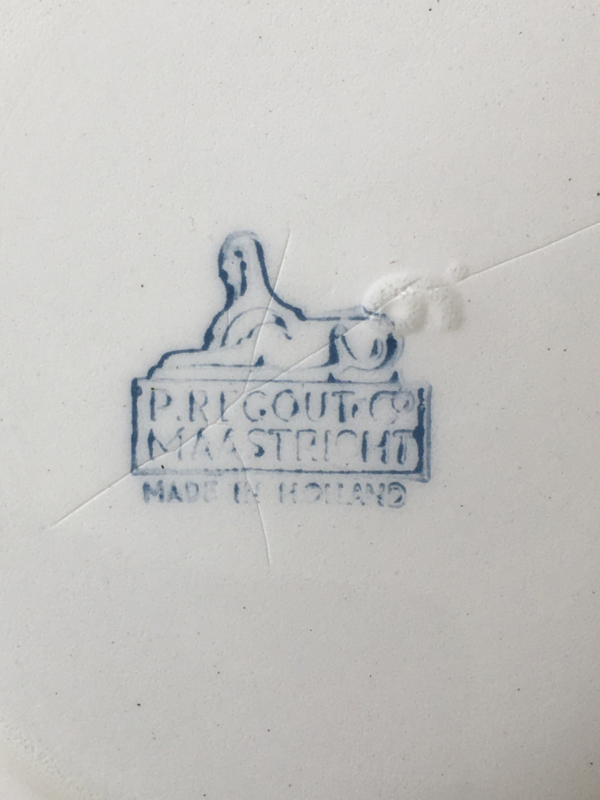 P. REGOUT & Co
MAASTRICHT
MADE IN HOLLAND